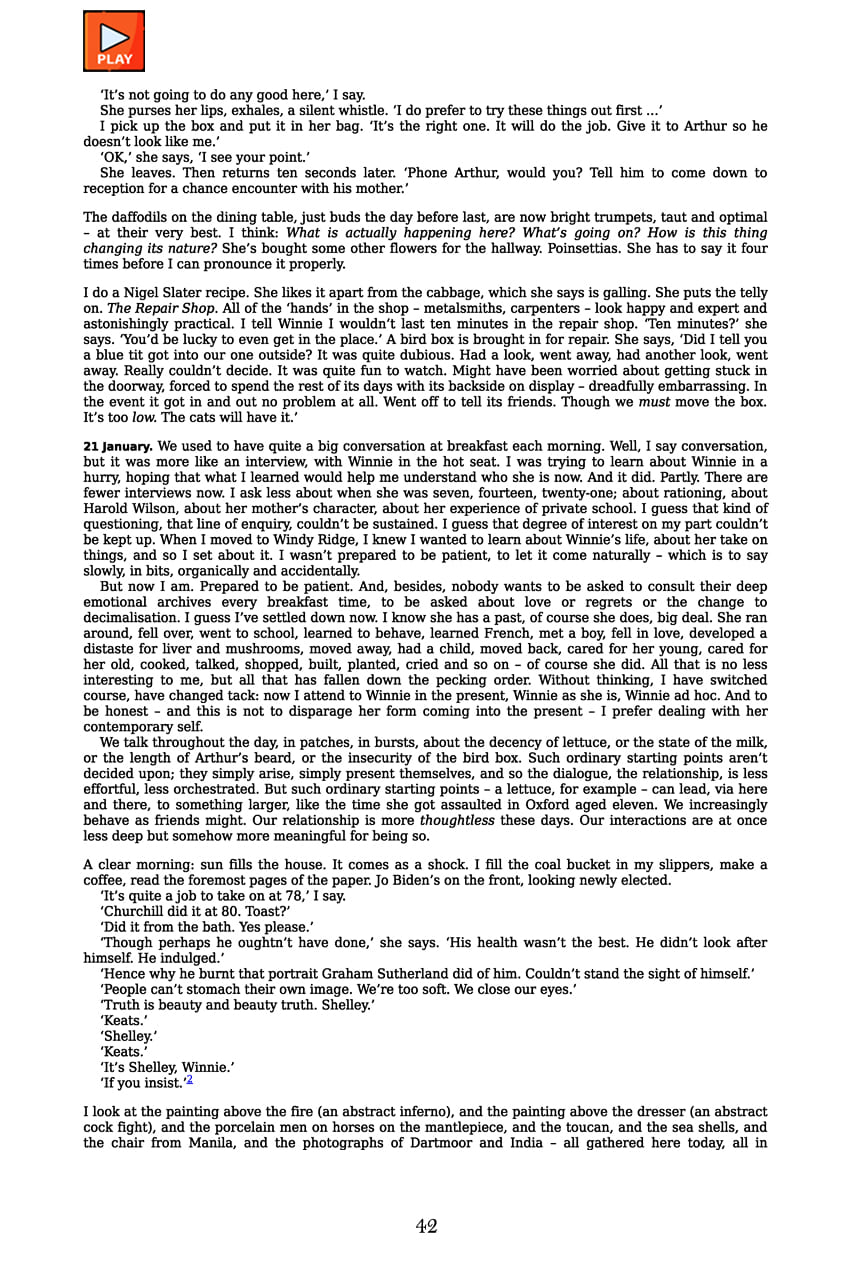 PLAY
‘It’s not going to do any good here,’ I say.
She purses her lips, exhales, a silent whistle. ‘I do prefer to try these things out first ...’
I pick up the box and put it in her bag. ‘It’s the right one. It will do the job. Give it to Arthur so he
doesn’t look like me.’
‘OK,’ she says, ‘I see your point.’
She leaves. Then returns ten seconds later. ‘Phone Arthur, would you? Tell him to come down to
reception for a chance encounter with his mother.’
The daffodils on the dining table, just buds the day before last, are now bright trumpets, taut and optimal
– at their very best. I think: What is actually happening here? What’s going on? How is this thing
changing its nature? She’s bought some other flowers for the hallway. Poinsettias. She has to say it four
times before I can pronounce it properly.
I do a Nigel Slater recipe. She likes it apart from the cabbage, which she says is galling. She puts the telly
on. The Repair Shop. All of the ‘hands’ in the shop – metalsmiths, carpenters – look happy and expert and
astonishingly practical. I tell Winnie I wouldn’t last ten minutes in the repair shop. ‘Ten minutes?’ she
says. ‘You’d be lucky to even get in the place.’ A bird box is brought in for repair. She says, ‘Did I tell you
a blue tit got into our one outside? It was quite dubious. Had a look, went away, had another look, went
away. Really couldn’t decide. It was quite fun to watch. Might have been worried about getting stuck in
the doorway, forced to spend the rest of its days with its backside on display – dreadfully embarrassing. In
the event it got in and out no problem at all. Went off to tell its friends. Though we must move the box.
It’s too low. The cats will have it.’
21 January. We used to have quite a big conversation at breakfast each morning. Well, I say conversation,
but it was more like an interview, with Winnie in the hot seat. I was trying to learn about Winnie in a
hurry, hoping that what I learned would help me understand who she is now. And it did. Partly. There are
fewer interviews now. I ask less about when she was seven, fourteen, twenty-one; about rationing, about
Harold Wilson, about her mother’s character, about her experience of private school. I guess that kind of
questioning, that line of enquiry, couldn’t be sustained. I guess that degree of interest on my part couldn’t
be kept up. When I moved to Windy Ridge, I knew I wanted to learn about Winnie’s life, about her take on
things, and so I set about it. I wasn’t prepared to be patient, to let it come naturally – which is to say
slowly, in bits, organically and accidentally.
But now I am. Prepared to be patient. And, besides, nobody wants to be asked to consult their deep
emotional archives every breakfast time, to be asked about love or regrets or the change to
decimalisation. I guess I’ve settled down now. I know she has a past, of course she does, big deal. She ran
around, fell over, went to school, learned to behave, learned French, met a boy, fell in love, developed a
distaste for liver and mushrooms, moved away, had a child, moved back, cared for her young, cared for
her old, cooked, talked, shopped, built, planted, cried and so on – of course she did. All that is no less
interesting to me, but all that has fallen down the pecking order. Without thinking, I have switched
course, have changed tack: now I attend to Winnie in the present, Winnie as she is, Winnie ad hoc. And to
be honest – and this is not to disparage her form coming into the present – I prefer dealing with her
contemporary self.
We talk throughout the day, in patches, in bursts, about the decency of lettuce, or the state of the milk,
or the length of Arthur’s beard, or the insecurity of the bird box. Such ordinary starting points aren’t
decided upon; they simply arise, simply present themselves, and so the dialogue, the relationship, is less
effortful, less orchestrated. But such ordinary starting points – a lettuce, for example – can lead, via here
and there, to something larger, like the time she got assaulted in Oxford aged eleven. We increasingly
behave as friends might. Our relationship is more thoughtless these days. Our interactions are at once
less deep but somehow more meaningful for being so.
A clear morning: sun fills the house. It comes as a shock. I fill the coal bucket in my slippers, make a
coffee, read the foremost pages of the paper. Jo Biden’s on the front, looking newly elected.
‘It’s quite a job to take on at 78,’ I say.
‘Churchill did it at 80. Toast?’
‘Did it from the bath. Yes please.’
‘Though perhaps he oughtn’t have done,’ she says. ‘His health wasn’t the best. He didn’t look after
himself. He indulged.’
‘Hence why he burnt that portrait Graham Sutherland did of him. Couldn’t stand the sight of himself.’
‘People can’t stomach their own image. We’re too soft. We close our eyes.’
‘Truth is beauty and beauty truth. Shelley.’
‘Keats.’
‘Shelley.’
‘Keats.’
‘It’s Shelley, Winnie.’
‘If you insist.’2
I look at the painting above the fire (an abstract inferno), and the painting above the dresser (an abstract
cock fight), and the porcelain men on horses on the mantlepiece, and the toucan, and the sea shells, and
the chair from Manila, and the photographs of Dartmoor and India – all gathered here today, all in
42